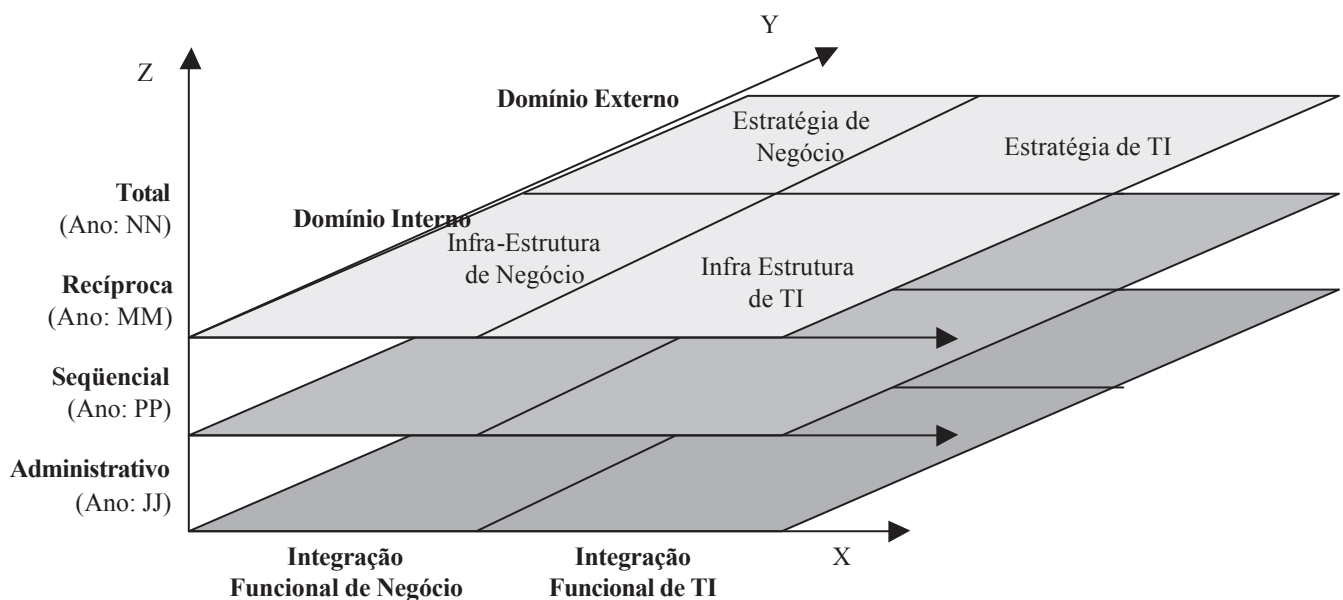 Y
Z
Domínio Externo
Estratégia de
Negócio
Estratégia de TI
Total
(Ano: NN)
Domínio Interno
Infra-Estrutura
de Negócio
Infra Estrutura
de TI
Recíproca
(Ano: MM)
Seqüencial
(Ano: PP)
Administrativo
(Ano: JJ)
X
Integração
Funcional de Negócio
Integração
Funcional de TI